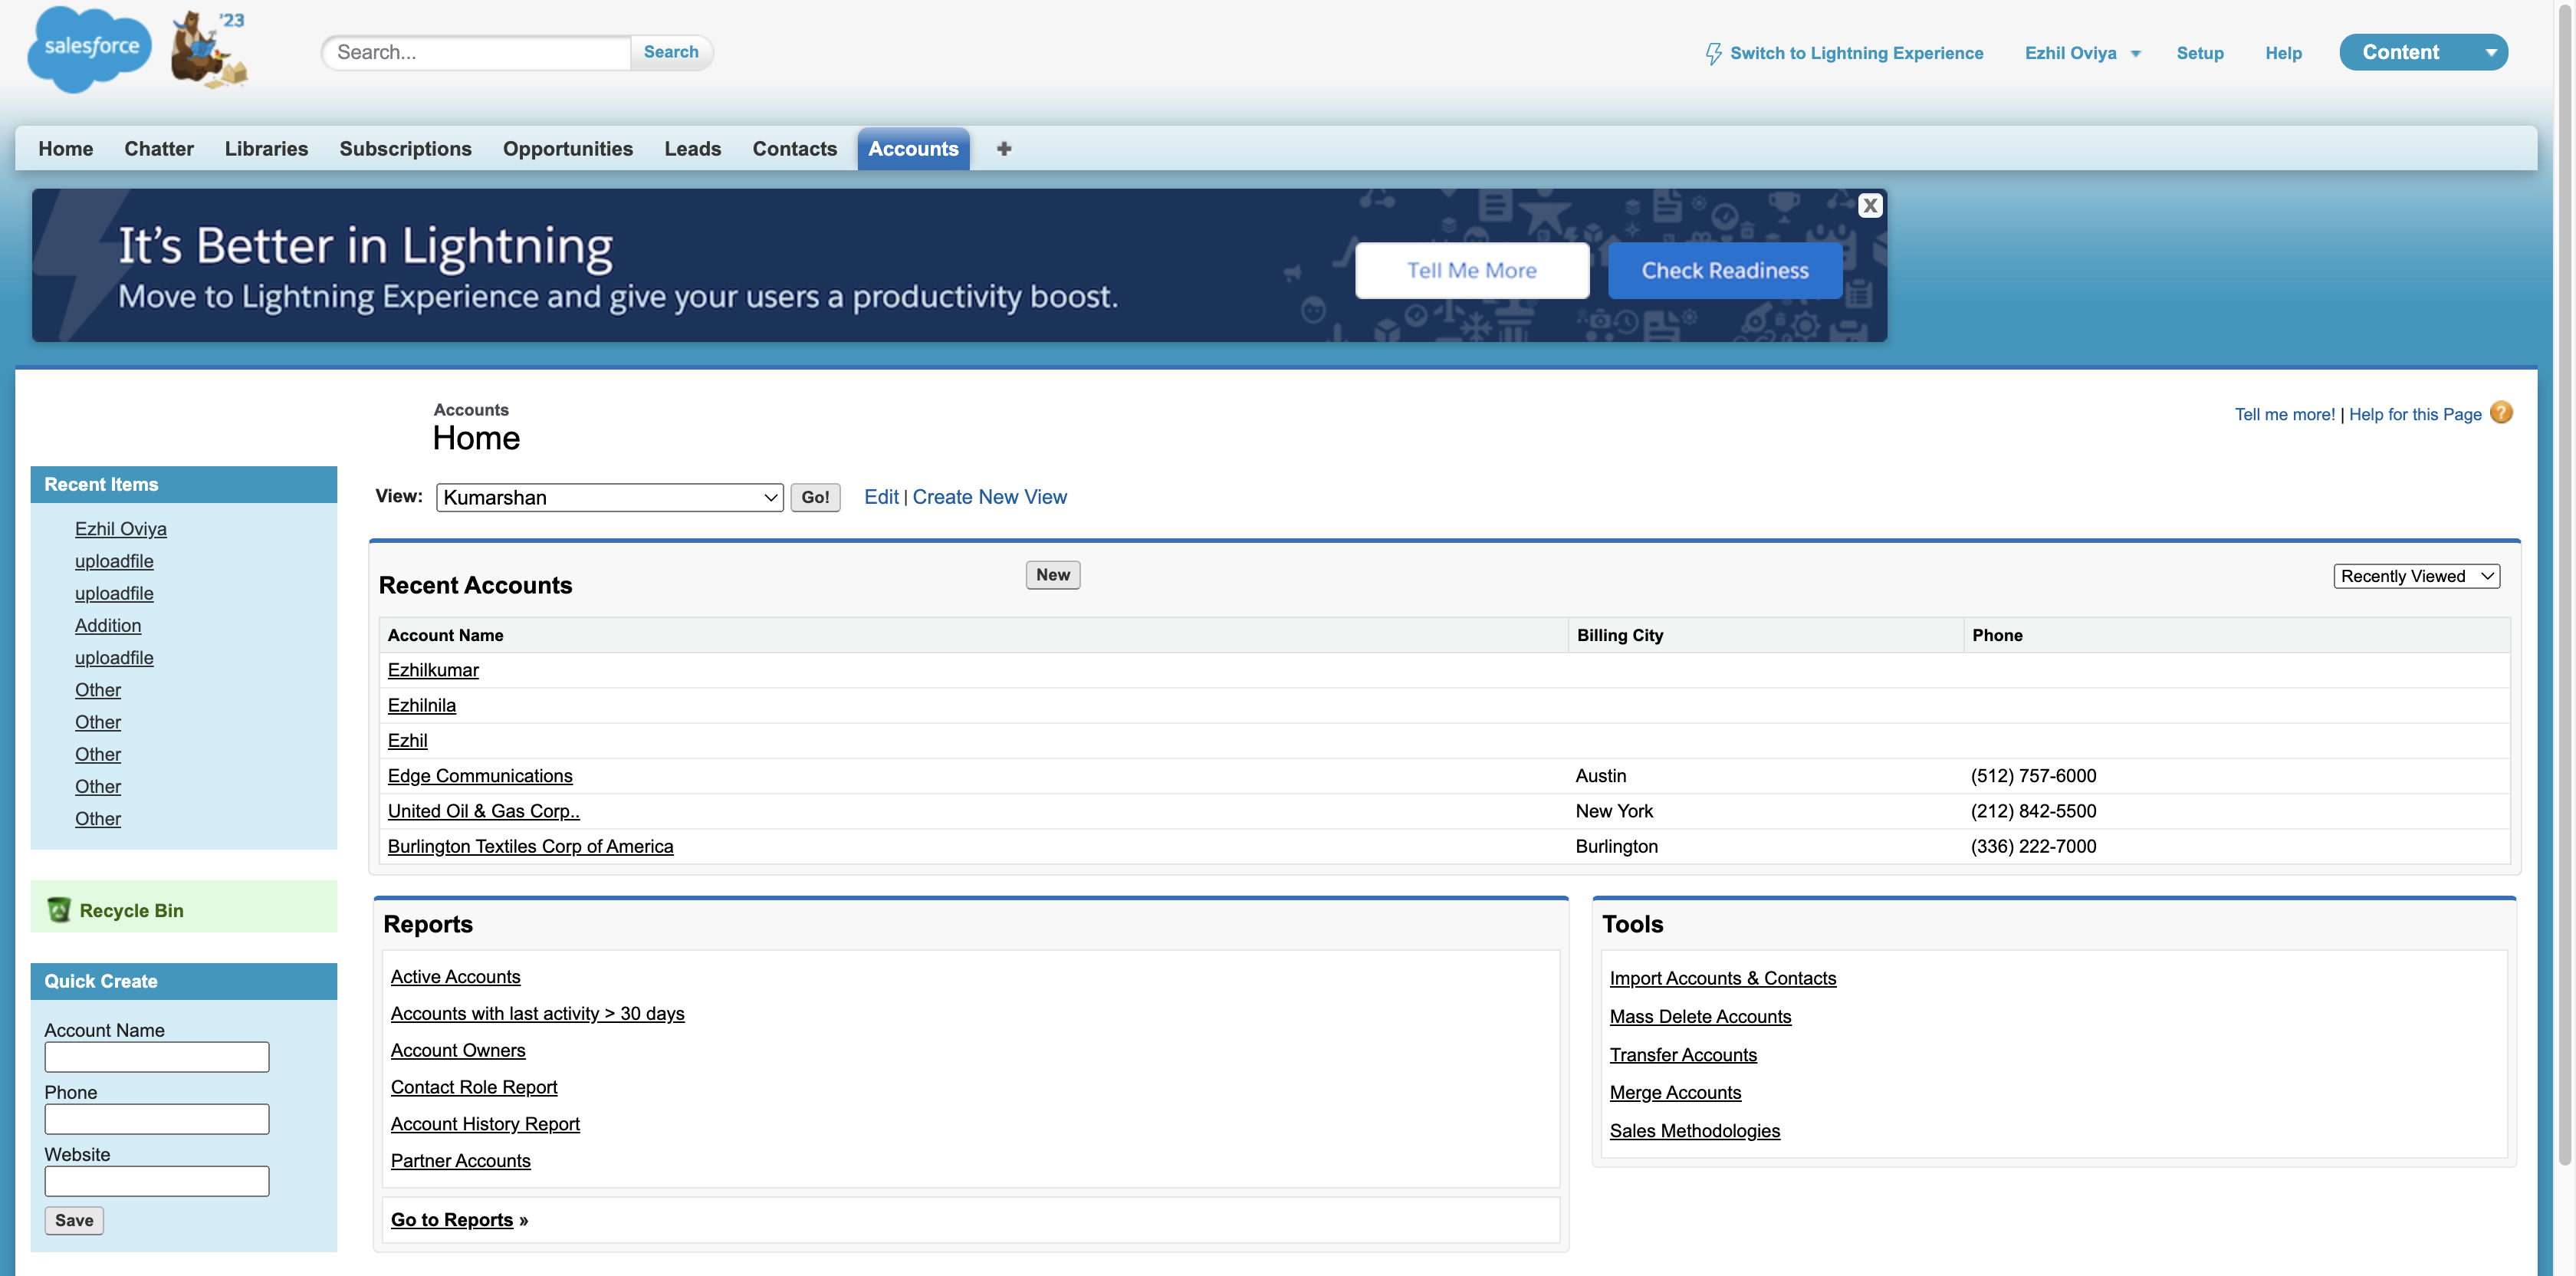 salesforce
'23
Search...
Search
Switch to Lightning Experience
Ezhil Oviya
Setup
Help
Content
Home
Chatter
Libraries
Subscriptions
Opportunities
Leads
Contacts
Accounts
+
It's Better in Lightning
Move to Lightning Experience and give your users a productivity boost.
Tell Me More
Check Readiness
X
Accounts
Home
Tell me more! | Help for this Page
?
Recent Items
Ezhil Oviya
uploadfile
uploadfile
Addition
uploadfile
Other
Other
Other
Other
Other
Recycle Bin
Quick Create
Account Name
Phone
Website
Save
View: Kumarshan Go! Edit | Create New View
Recent Accounts
New
Recently Viewed
Account Name Billing City Phone
Ezhilkumar
Ezhilnila
Ezhil
Edge Communications Austin (512) 757-6000
United Oil & Gas Corp.. New York (212) 842-5500
Burlington Textiles Corp of America Burlington (336) 222-7000
Reports
Active Accounts
Accounts with last activity > 30 days
Account Owners
Contact Role Report
Account History Report
Partner Accounts
Go to Reports »
Tools
Import Accounts & Contacts
Mass Delete Accounts
Transfer Accounts
Merge Accounts
Sales Methodologies